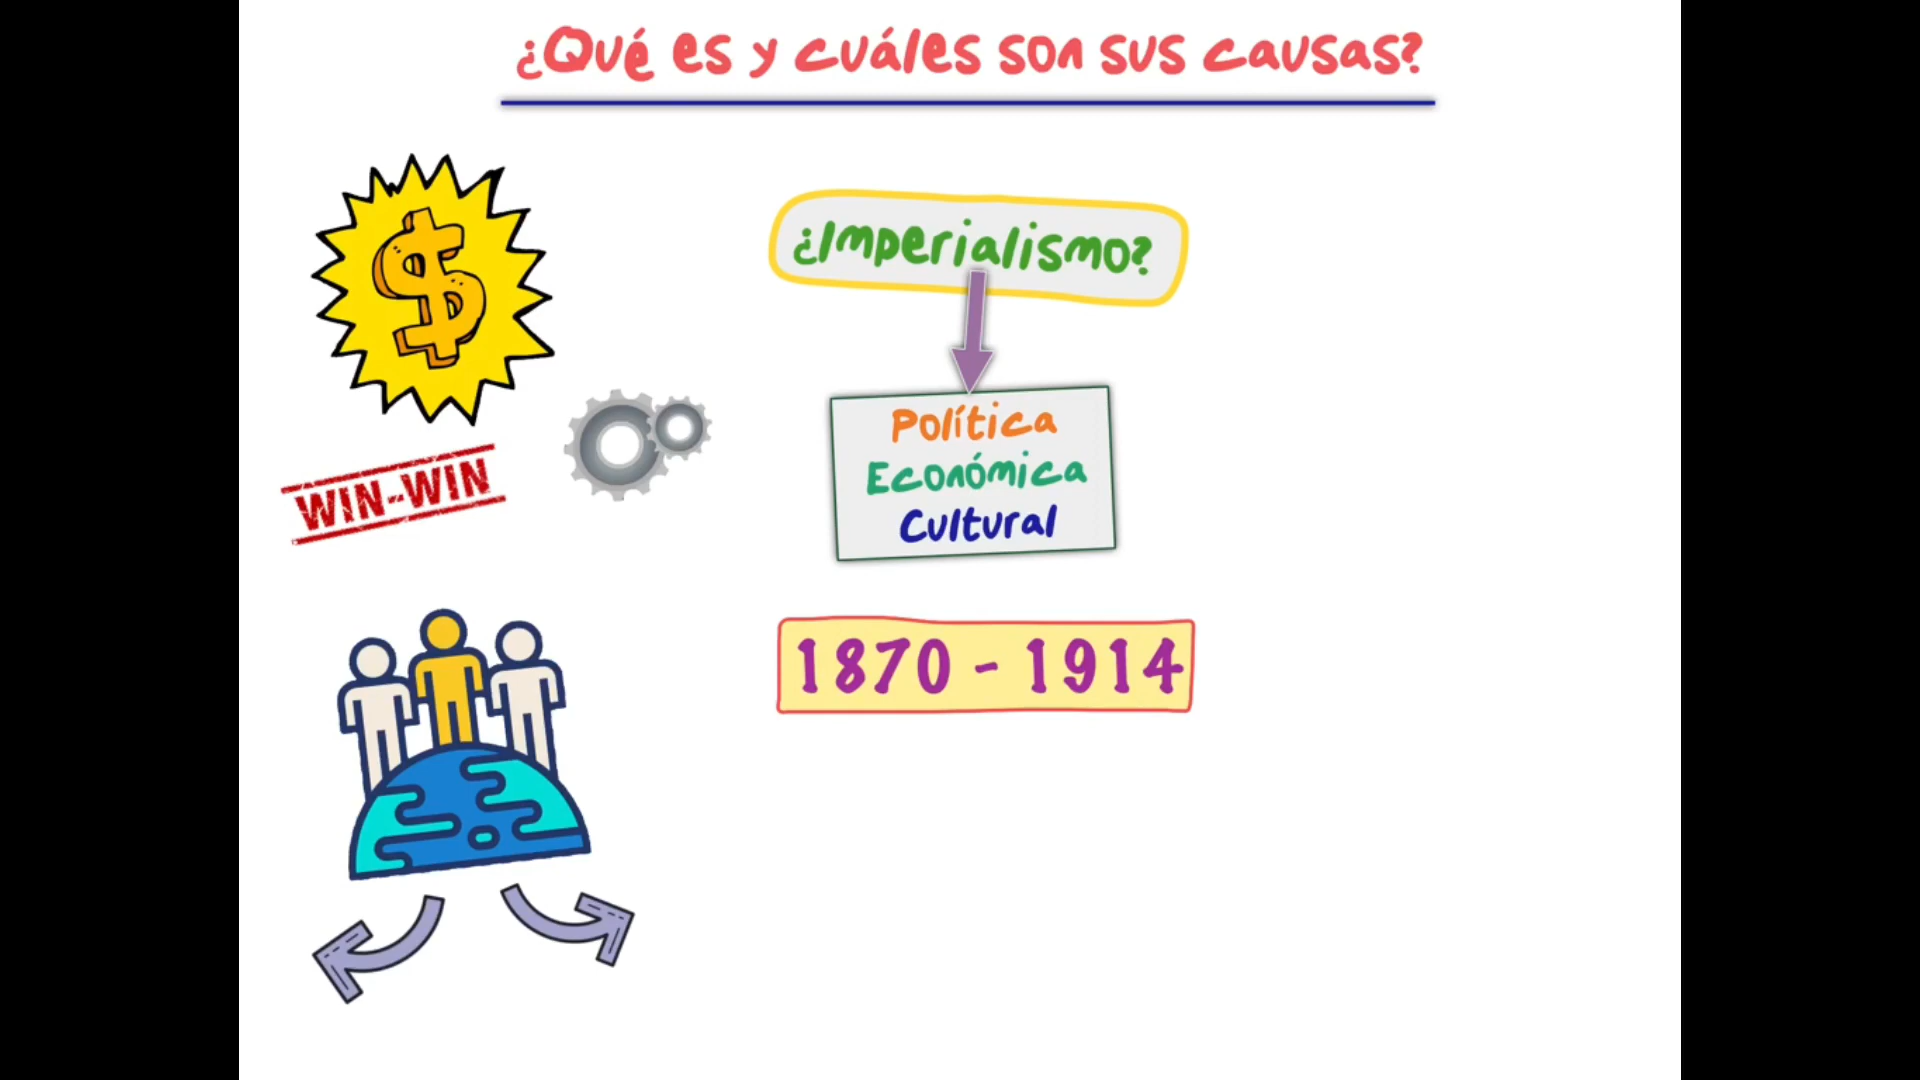 ¿Qué es y cuáles son sus causas?
¿Imperialismo?
$
Política
Económica
Cultural
WIN-WIN
1870 - 1914